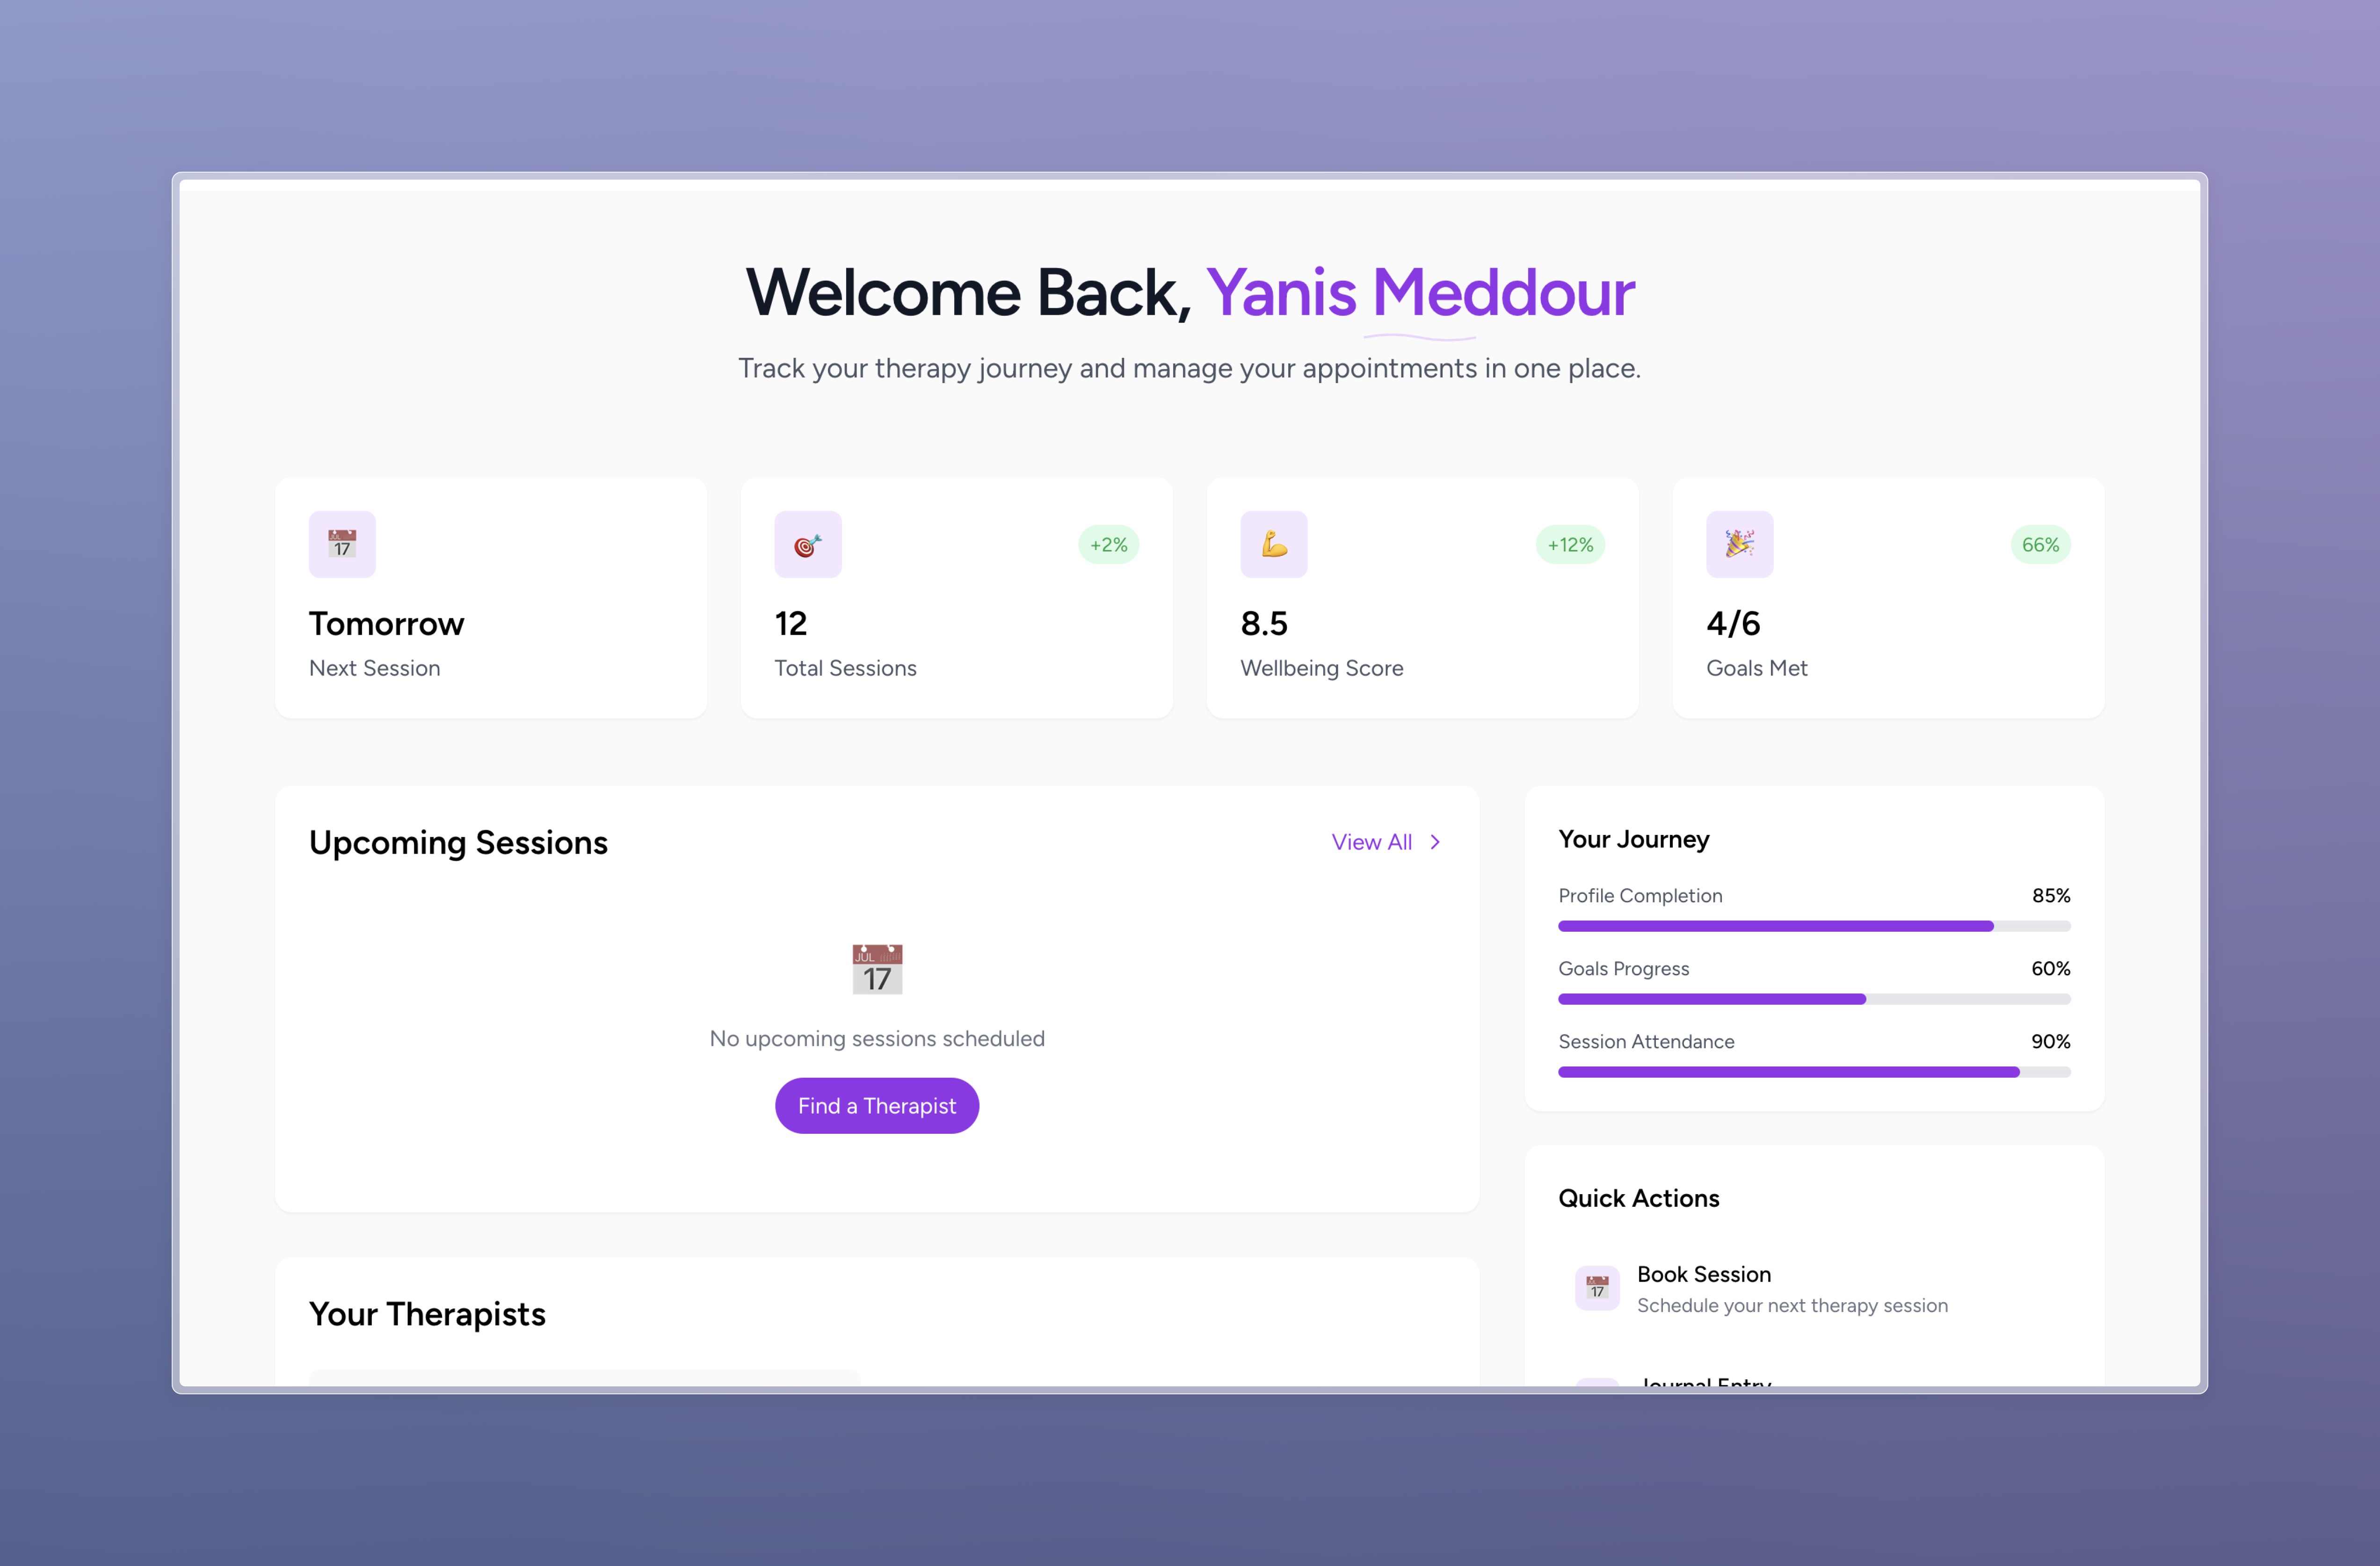 Welcome Back, Yanis Meddour
Track your therapy journey and manage your appointments in one place.
17
Tomorrow
Next Session
+2%
12
Total Sessions
+12%
8.5
Wellbeing Score
66%
4/6
Goals Met
Upcoming Sessions
View All
JUL
17
No upcoming sessions scheduled
Find a Therapist
Your Therapists
Your Journey
Profile Completion 85%
Goals Progress 60%
Session Attendance 90%
Quick Actions
17
Book Session
Schedule your next therapy session
Journal Entry